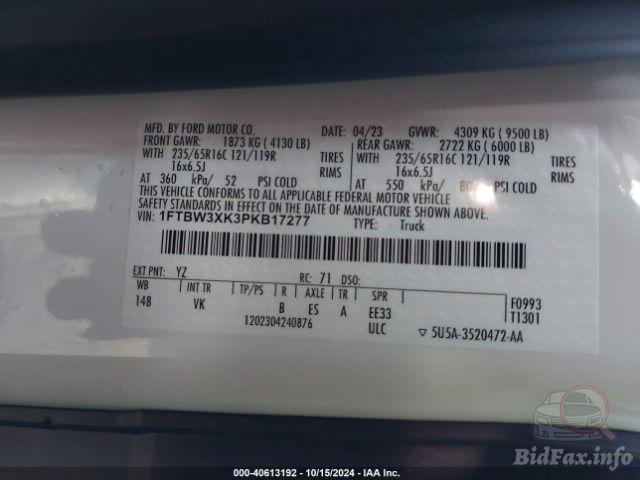 MFD. BY FORD MOTOR CO.
DATE: 04/23 GVWR: 4309 KG ( 9500 LB)
FRONT GAWR: 1873 KG ( 4130 LB)
REAR GAWR: 2722 KG ( 6000 LB)
WITH 235/65R16C 121/119R TIRES
WITH 235/65R16C 121/119R TIRES
16x6.5J RIMS
16x6.5J RIMS
AT 360 kPa/ 52 PSI COLD
AT 550 kPa/ 80 PSI COLD
THIS VEHICLE CONFORMS TO ALL APPLICABLE FEDERAL MOTOR VEHICLE
SAFETY STANDARDS IN EFFECT ON THE DATE OF MANUFACTURE SHOWN ABOVE.
VIN: 1FTBW3XK3PKB17277
TYPE: Truck
EXT PNT: YZ RC: 71 DSO:
WB INT TR TP/PS R AXLE TR SPR
148 VK B ES A EE33
ULC
1202304240876
F0993
T1301
▽ 5U5A-3520472-AA
BidFax.info
000-40613192 - 10/15/2024 - IAA Inc.